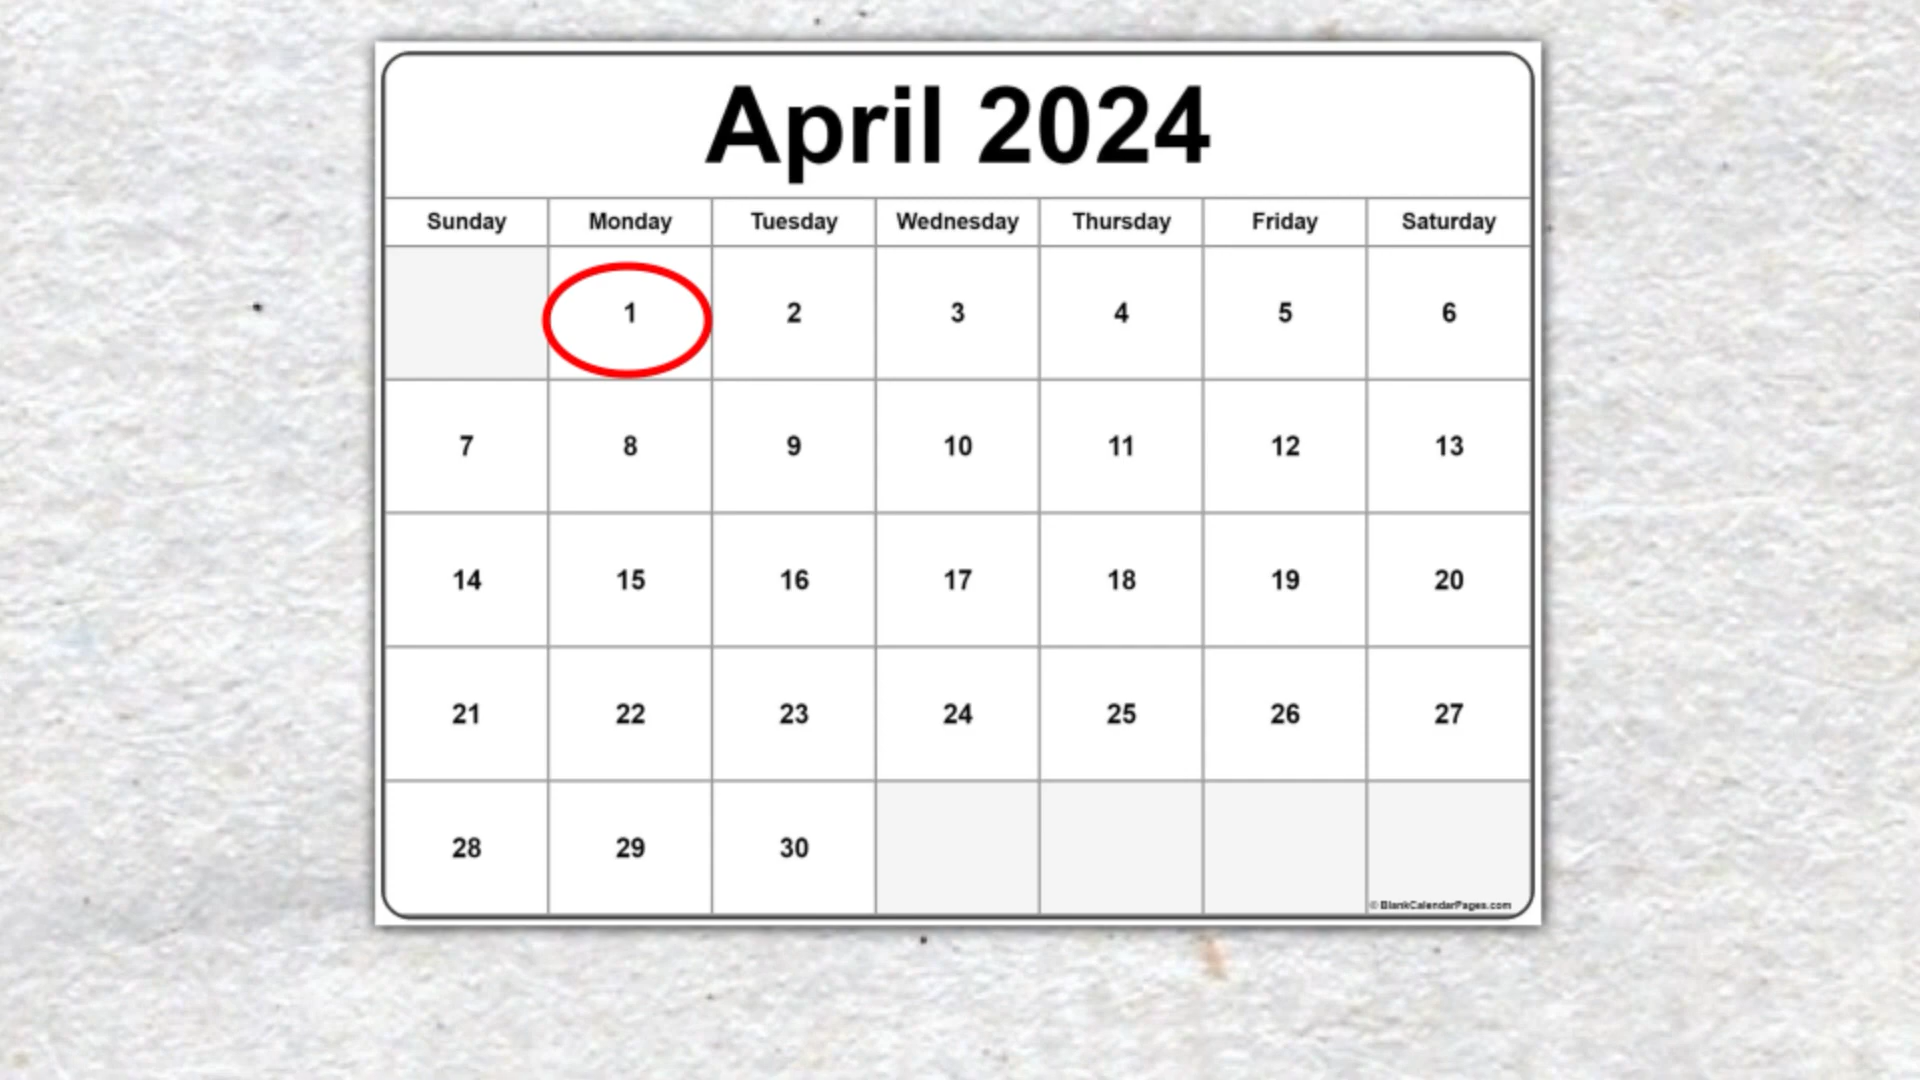 April 2024
Sunday Monday Tuesday Wednesday Thursday Friday Saturday
1 2 3 4 5 6
7 8 9 10 11 12 13
14 15 16 17 18 19 20
21 22 23 24 25 26 27
28 29 30
© BlankCalendarPages.com